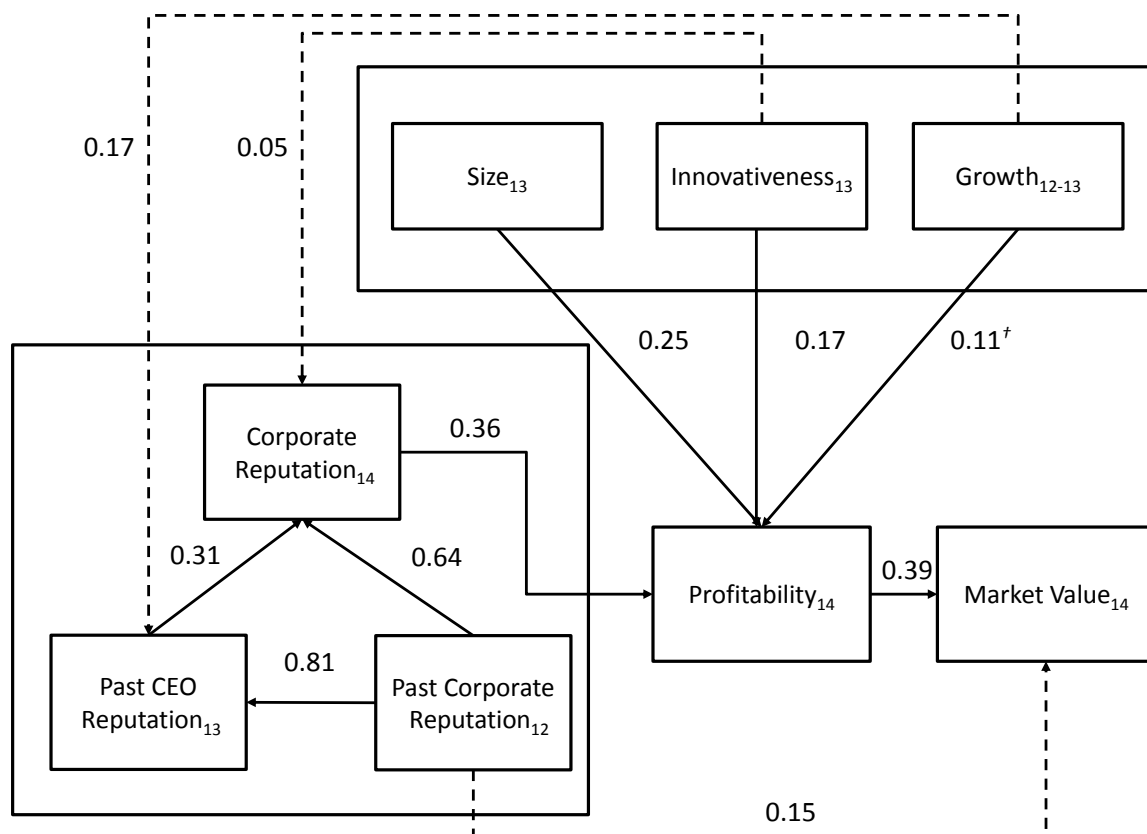 0.17
0.05
Size₁₃
Innovativeness₁₃
Growth₁₂₋₁₃
0.25
0.17
0.11†
Corporate
Reputation₁₄
0.36
0.31
0.64
Profitability₁₄
0.39
Market Value₁₄
Past CEO
Reputation₁₃
0.81
Past Corporate
Reputation₁₂
0.15